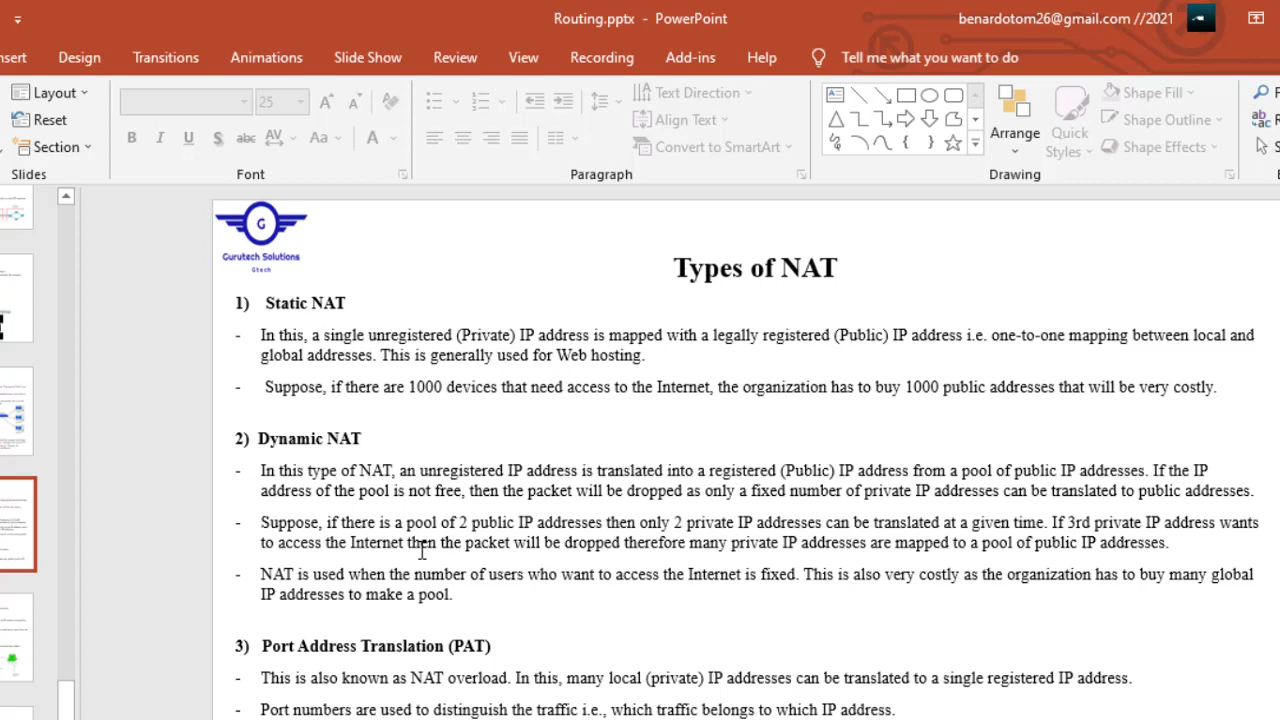 Routing.pptx - PowerPoint
benardotom26@gmail.com //2021
nsert Design Transitions Animations Slide Show Review View Recording Add-ins Help Tell me what you want to do
Layout
Reset
Section
Slides
25
B I U S abc AV Aa A
Font
Paragraph
Text Direction
Align Text
Convert to SmartArt
Arrange
Quick Styles
Shape Fill
Shape Outline
Shape Effects
Drawing
G
Gurutech Solutions
Gtech
Types of NAT
1) Static NAT
- In this, a single unregistered (Private) IP address is mapped with a legally registered (Public) IP address i.e. one-to-one mapping between local and
global addresses. This is generally used for Web hosting.
- Suppose, if there are 1000 devices that need access to the Internet, the organization has to buy 1000 public addresses that will be very costly.
2) Dynamic NAT
- In this type of NAT, an unregistered IP address is translated into a registered (Public) IP address from a pool of public IP addresses. If the IP
address of the pool is not free, then the packet will be dropped as only a fixed number of private IP addresses can be translated to public addresses.
- Suppose, if there is a pool of 2 public IP addresses then only 2 private IP addresses can be translated at a given time. If 3rd private IP address wants
to access the Internet then the packet will be dropped therefore many private IP addresses are mapped to a pool of public IP addresses.
- NAT is used when the number of users who want to access the Internet is fixed. This is also very costly as the organization has to buy many global
IP addresses to make a pool.
3) Port Address Translation (PAT)
- This is also known as NAT overload. In this, many local (private) IP addresses can be translated to a single registered IP address.
- Port numbers are used to distinguish the traffic i.e., which traffic belongs to which IP address.